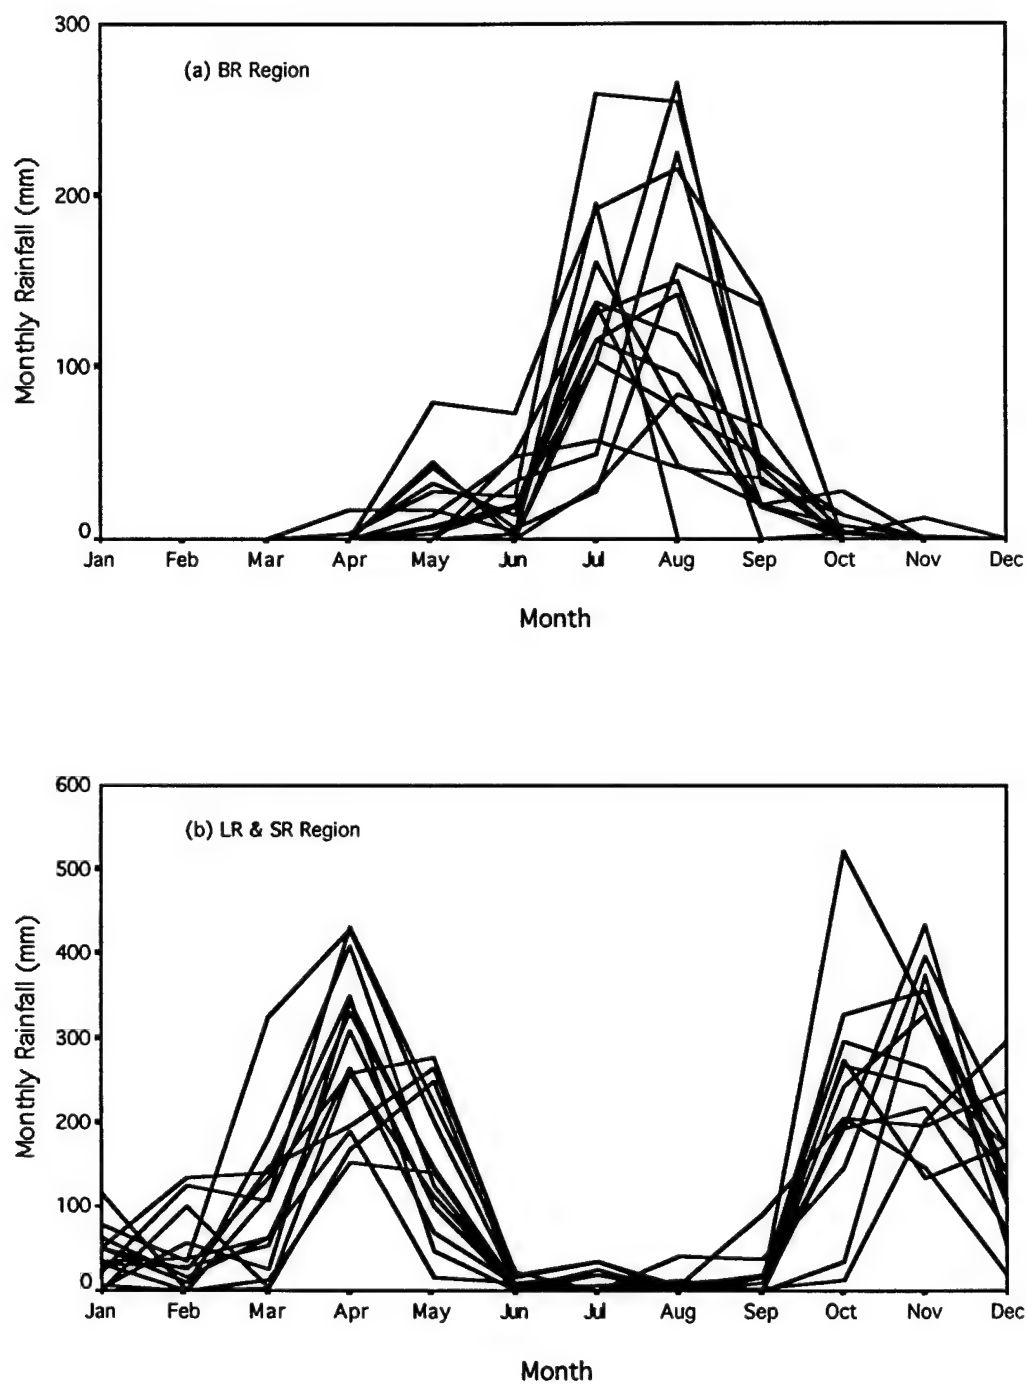 300
(a) BR Region
200
100
0
Monthly Rainfall (mm)
Jan Feb Mar Apr May Jun Jul Aug Sep Oct Nov Dec
Month
600
(b) LR & SR Region
500
400
300
200
100
0
Monthly Rainfall (mm)
Jan Feb Mar Apr May Jun Jul Aug Sep Oct Nov Dec
Month